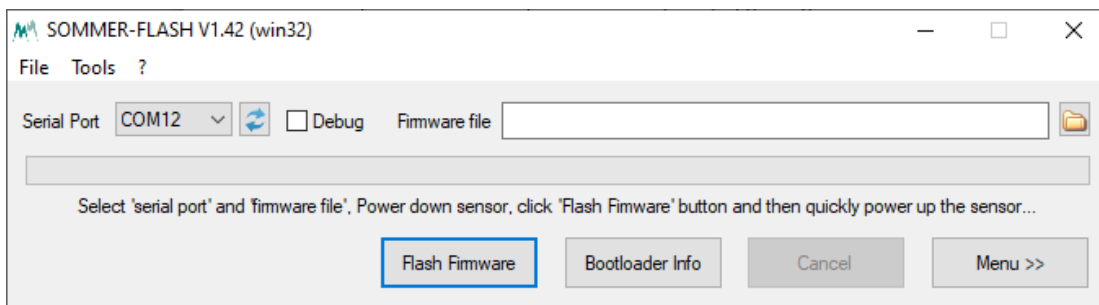 SOMMER-FLASH V1.42 (win32)
File Tools ?
Serial Port COM12 Debug Firmware file
Select 'serial port' and 'firmware file', Power down sensor, click 'Flash Fimware' button and then quickly power up the sensor...
Flash Firmware Bootloader Info Cancel Menu >>